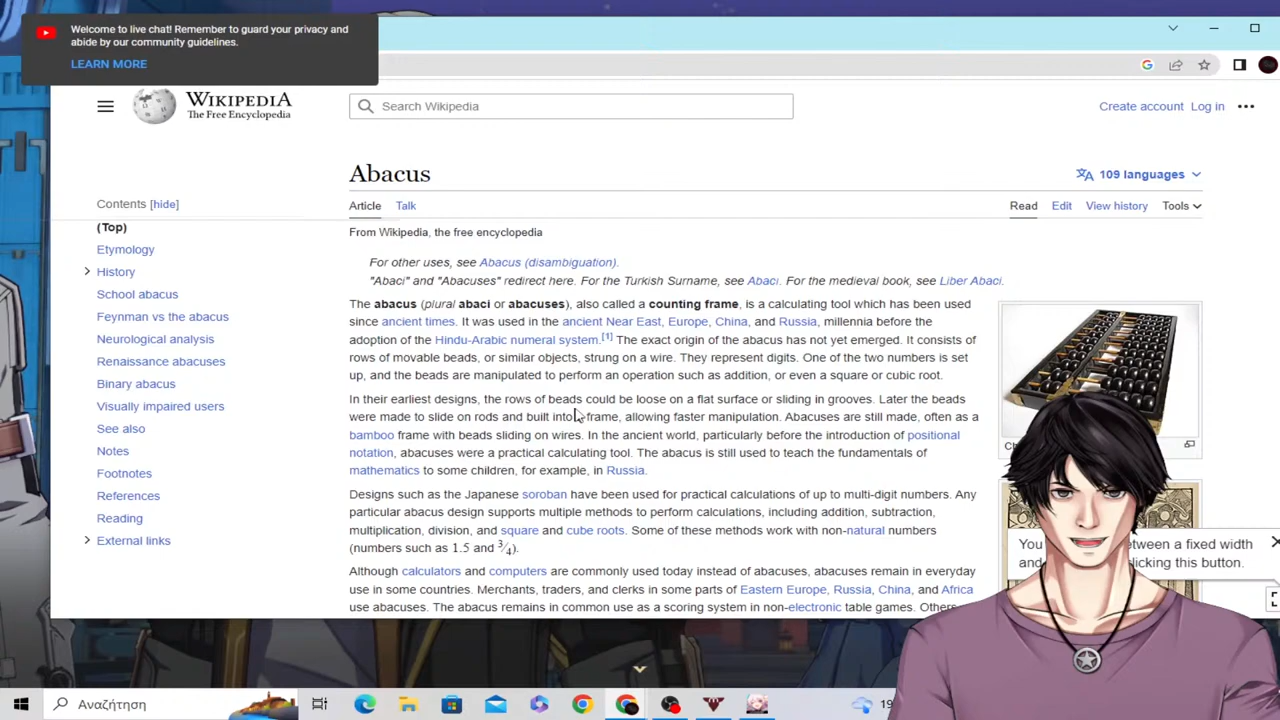 Welcome to live chat! Remember to guard your privacy and
abide by our community guidelines.
LEARN MORE
WIKIPEDIA
The Free Encyclopedia
Search Wikipedia
Create account Log in
Abacus
109 languages
Article Talk
Read Edit View history Tools
Contents [hide]
(Top)
Etymology
History
School abacus
Feynman vs the abacus
Neurological analysis
Renaissance abacuses
Binary abacus
Visually impaired users
See also
Notes
Footnotes
References
Reading
External links
From Wikipedia, the free encyclopedia
For other uses, see Abacus (disambiguation).
"Abaci" and "Abacuses" redirect here. For the Turkish Surname, see Abaci. For the medieval book, see Liber Abaci.
The abacus (plural abaci or abacuses), also called a counting frame, is a calculating tool which has been used
since ancient times. It was used in the ancient Near East, Europe, China, and Russia, millennia before the
adoption of the Hindu-Arabic numeral system.[1] The exact origin of the abacus has not yet emerged. It consists of
rows of movable beads, or similar objects, strung on a wire. They represent digits. One of the two numbers is set
up, and the beads are manipulated to perform an operation such as addition, or even a square or cubic root.
In their earliest designs, the rows of beads could be loose on a flat surface or sliding in grooves. Later the beads
were made to slide on rods and built into frame, allowing faster manipulation. Abacuses are still made, often as a
bamboo frame with beads sliding on wires. In the ancient world, particularly before the introduction of positional
notation, abacuses were a practical calculating tool. The abacus is still used to teach the fundamentals of
mathematics to some children, for example, in Russia.
Designs such as the Japanese soroban have been used for practical calculations of up to multi-digit numbers. Any
particular abacus design supports multiple methods to perform calculations, including addition, subtraction,
multiplication, division, and square and cube roots. Some of these methods work with non-natural numbers
(numbers such as 1.5 and 3/4).
Although calculators and computers are commonly used today instead of abacuses, abacuses remain in everyday
use in some countries. Merchants, traders, and clerks in some parts of Eastern Europe, Russia, China, and Africa
use abacuses. The abacus remains in common use as a scoring system in non-electronic table games. Others
You between a fixed width
and clicking this button.
Αναζήτηση